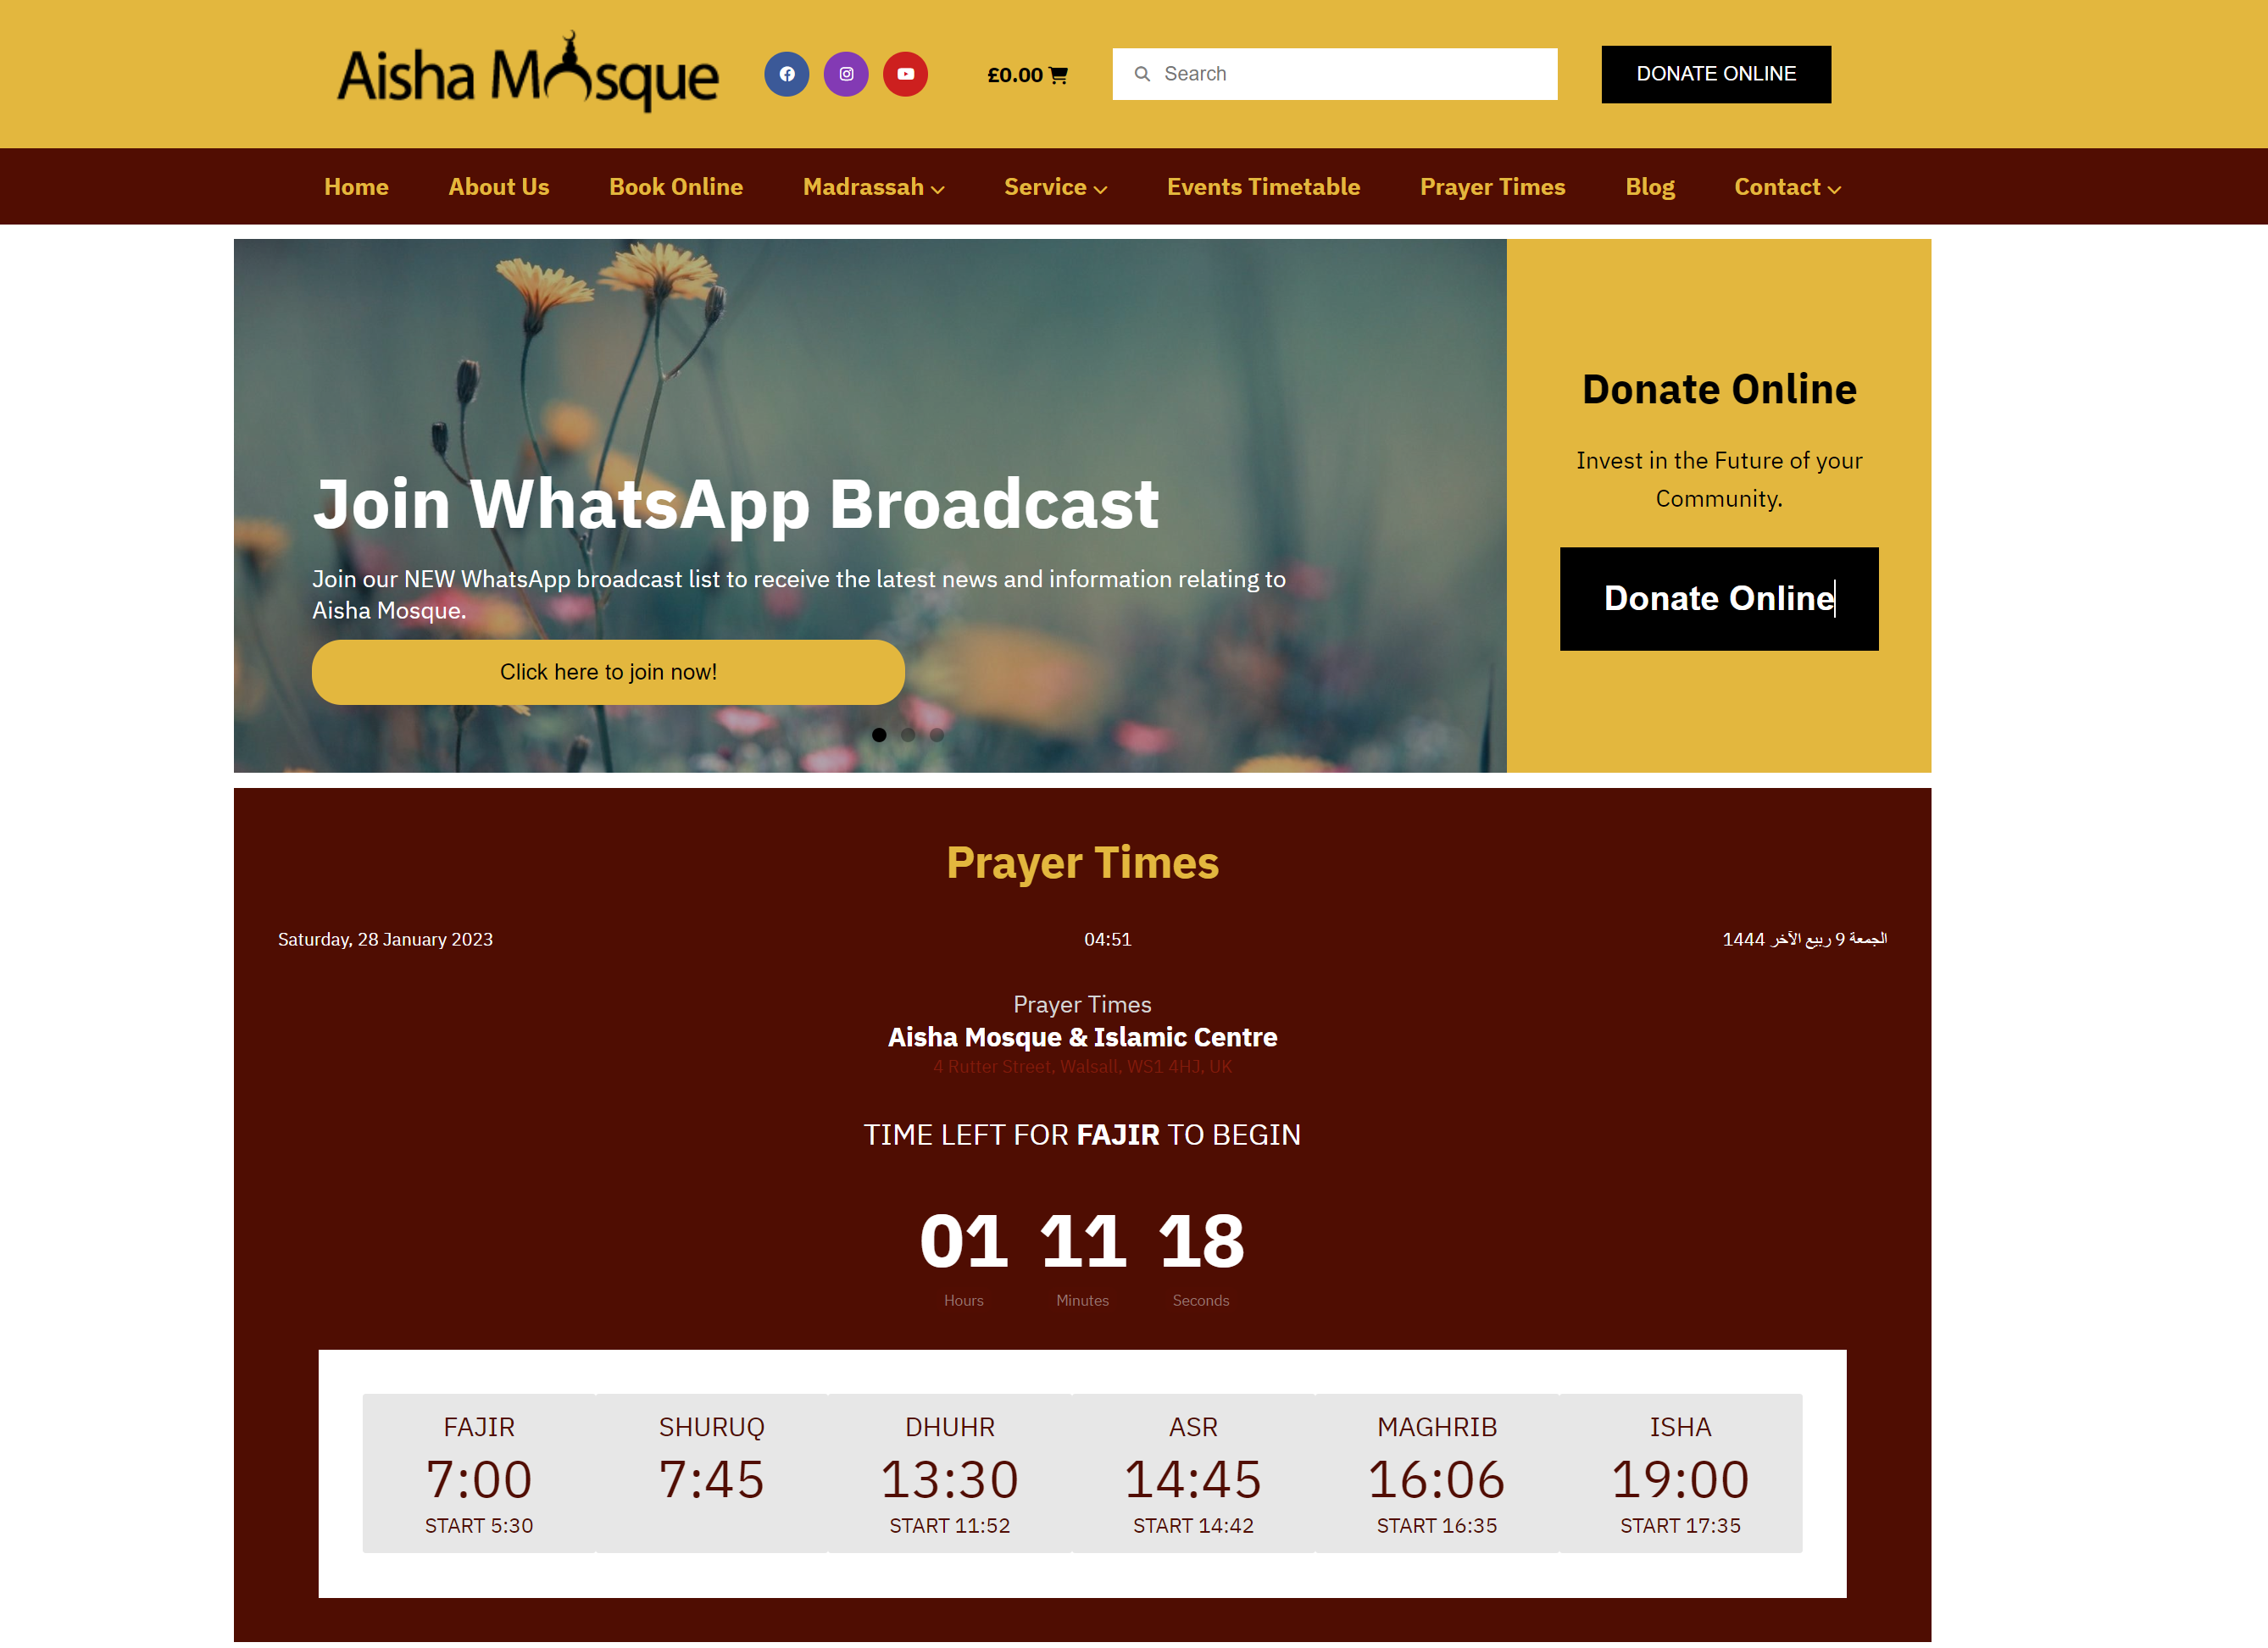 Aisha Mosque
£0.00
Search
DONATE ONLINE
Home
About Us
Book Online
Madrassah
Service
Events Timetable
Prayer Times
Blog
Contact
Join WhatsApp Broadcast
Join our NEW WhatsApp broadcast list to receive the latest news and information relating to
Aisha Mosque.
Click here to join now!
Donate Online
Invest in the Future of your
Community.
Donate Online
Prayer Times
Saturday, 28 January 2023
04:51
الجمعة 9 ربيع الآخر 1444
Prayer Times
Aisha Mosque & Islamic Centre
4 Rutter Street, Walsall, WS1 4HJ, UK
TIME LEFT FOR FAJIR TO BEGIN
01 11 18
Hours Minutes Seconds
FAJIR
7:00
START 5:30
SHURUQ
7:45
DHUHR
13:30
START 11:52
ASR
14:45
START 14:42
MAGHRIB
16:06
START 16:35
ISHA
19:00
START 17:35